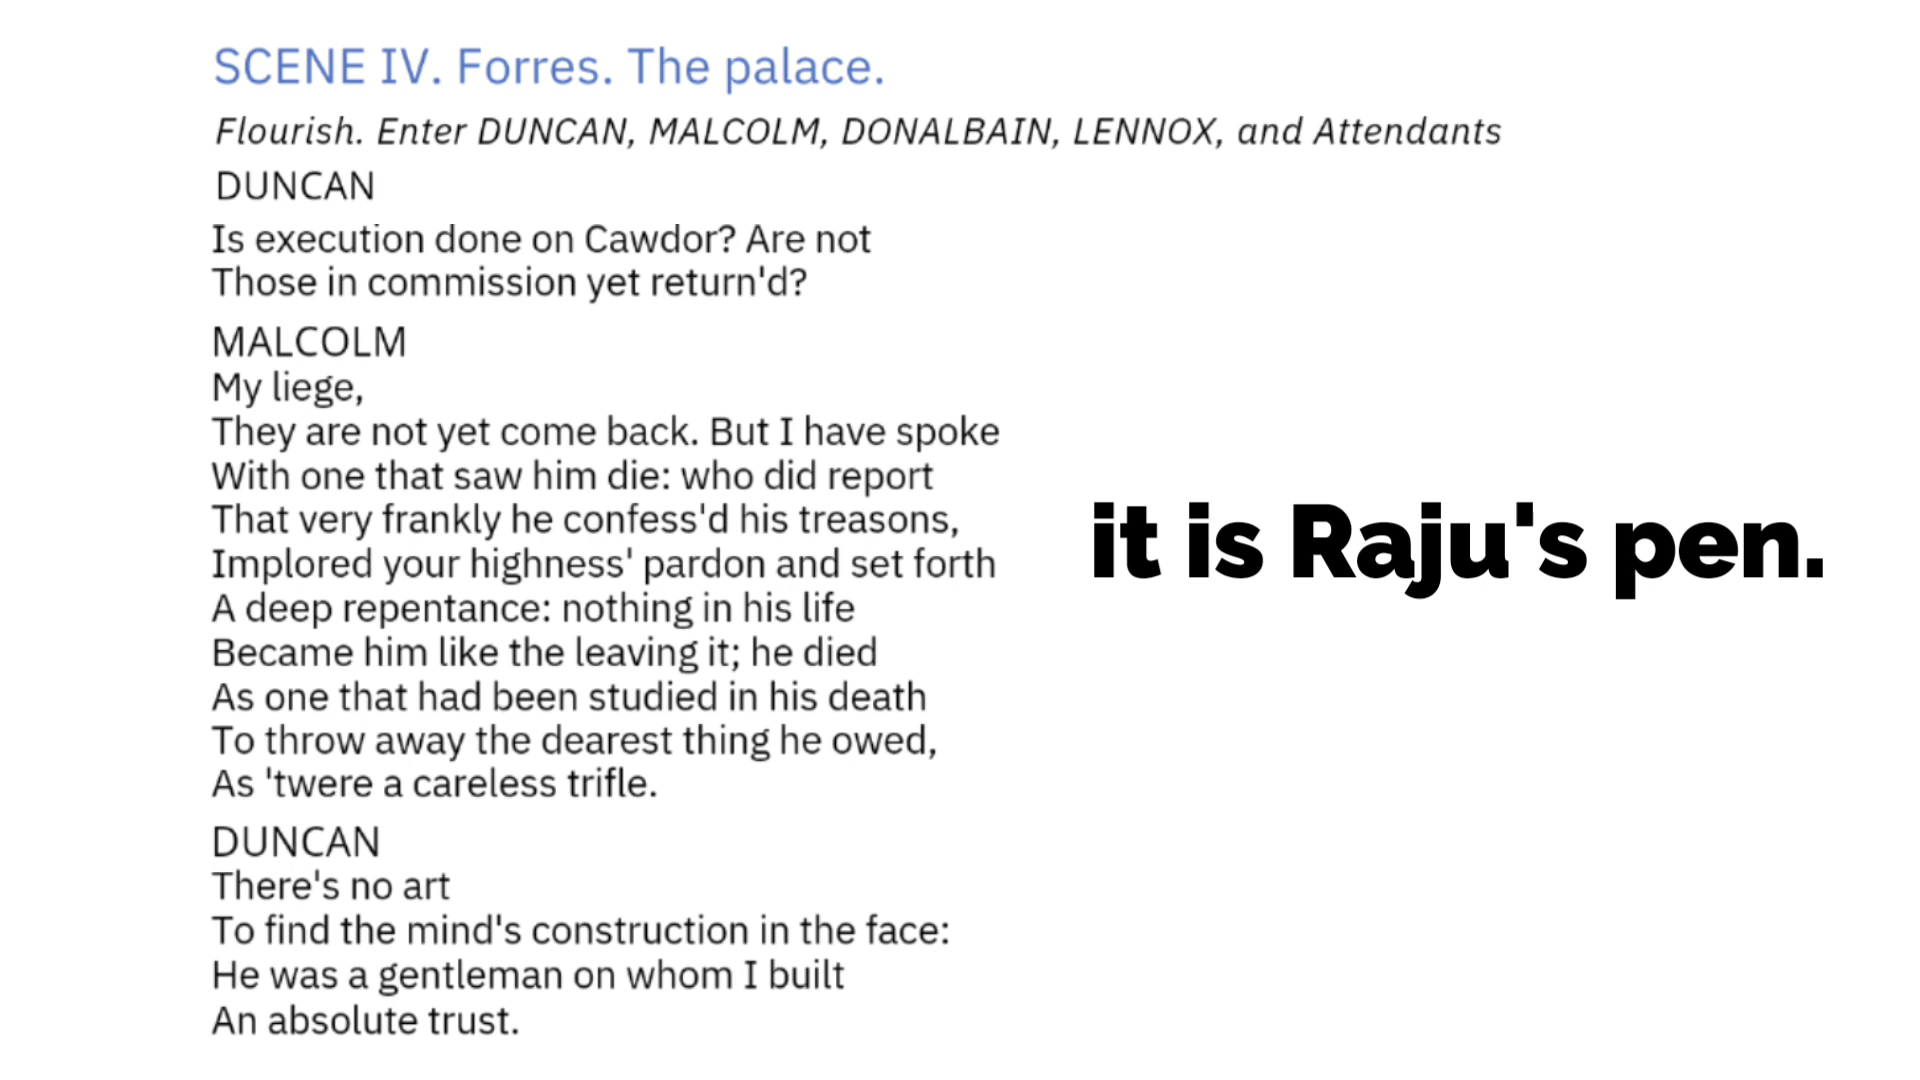 SCENE IV. Forres. The palace.
Flourish. Enter DUNCAN, MALCOLM, DONALBAIN, LENNOX, and Attendants
DUNCAN
Is execution done on Cawdor? Are not
Those in commission yet return'd?
MALCOLM
My liege,
They are not yet come back. But I have spoke
With one that saw him die: who did report
That very frankly he confess'd his treasons,
Implored your highness' pardon and set forth
A deep repentance: nothing in his life
Became him like the leaving it; he died
As one that had been studied in his death
To throw away the dearest thing he owed,
As 'twere a careless trifle.
DUNCAN
There's no art
To find the mind's construction in the face:
He was a gentleman on whom I built
An absolute trust.
it is Raju's pen.